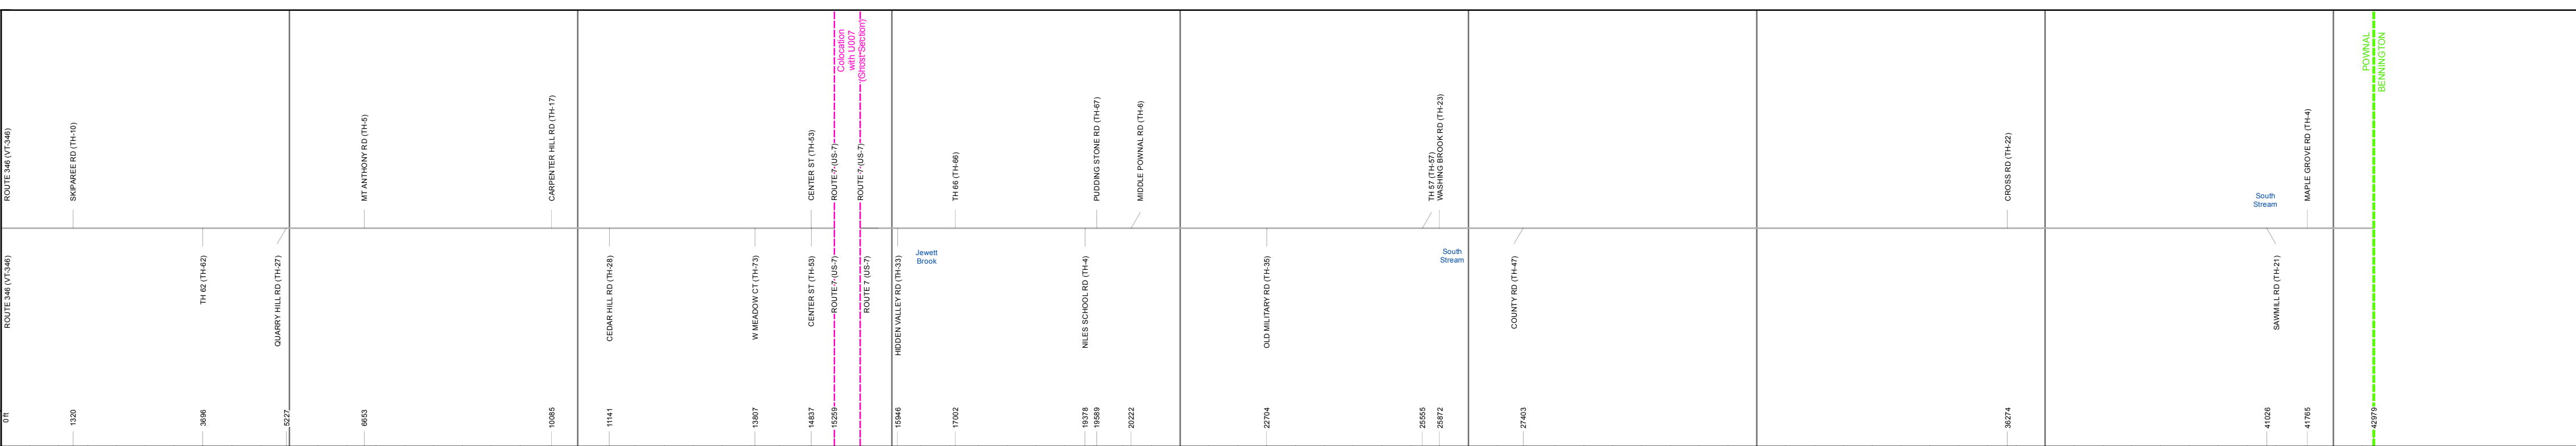 Colocation
with U007
(Ghost Section)
POWNAL
BENNINGTON
ROUTE 346 (VT-346)
SKIPAREE RD (TH-10)
MT ANTHONY RD (TH-5)
CARPENTER HILL RD (TH-17)
CENTER ST (TH-53)
ROUTE 7 (US-7)
ROUTE 7 (US-7)
TH 66 (TH-66)
PUDDING STONE RD (TH-67)
MIDDLE POWNAL RD (TH-6)
TH 57 (TH-57)
WASHING BROOK RD (TH-23)
CROSS RD (TH-22)
South
Stream
MAPLE GROVE RD (TH-4)
ROUTE 346 (VT-346)
TH 62 (TH-62)
QUARRY HILL RD (TH-27)
CEDAR HILL RD (TH-28)
W MEADOW CT (TH-73)
CENTER ST (TH-53)
ROUTE 7 (US-7)
ROUTE 7 (US-7)
HIDDEN VALLEY RD (TH-33)
Jewett
Brook
NILES SCHOOL RD (TH-4)
OLD MILITARY RD (TH-35)
South
Stream
COUNTY RD (TH-47)
SAWMILL RD (TH-21)
0 ft
1320
3696
5227
6653
10085
11141
13807
14837
15259
15946
17002
19378
19589
20222
22704
25555
25872
27403
36274
41026
41765
42979